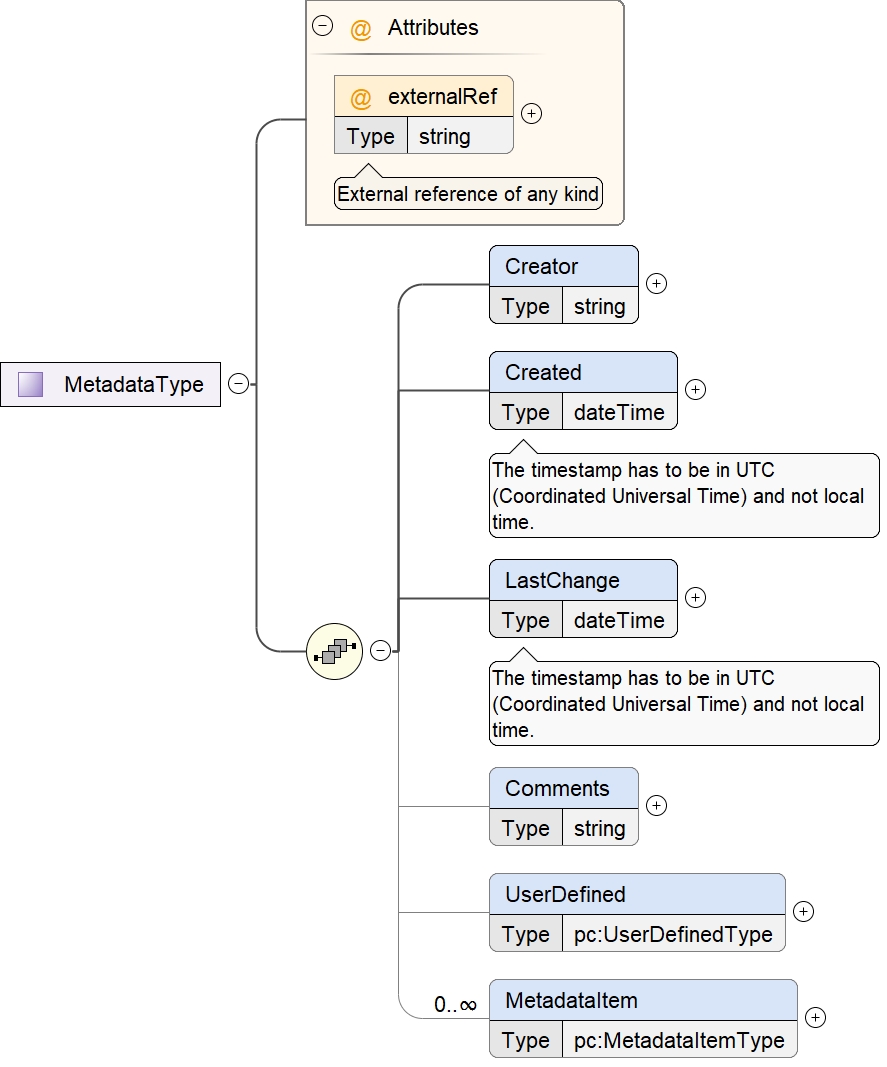 @ Attributes
@ externalRef
Type string
External reference of any kind
Creator
Type string
Created
Type dateTime
The timestamp has to be in UTC
(Coordinated Universal Time) and not local
time.
MetadataType
LastChange
Type dateTime
The timestamp has to be in UTC
(Coordinated Universal Time) and not local
time.
Comments
Type string
UserDefined
Type pc:UserDefinedType
0..∞
MetadataItem
Type pc:MetadataItemType